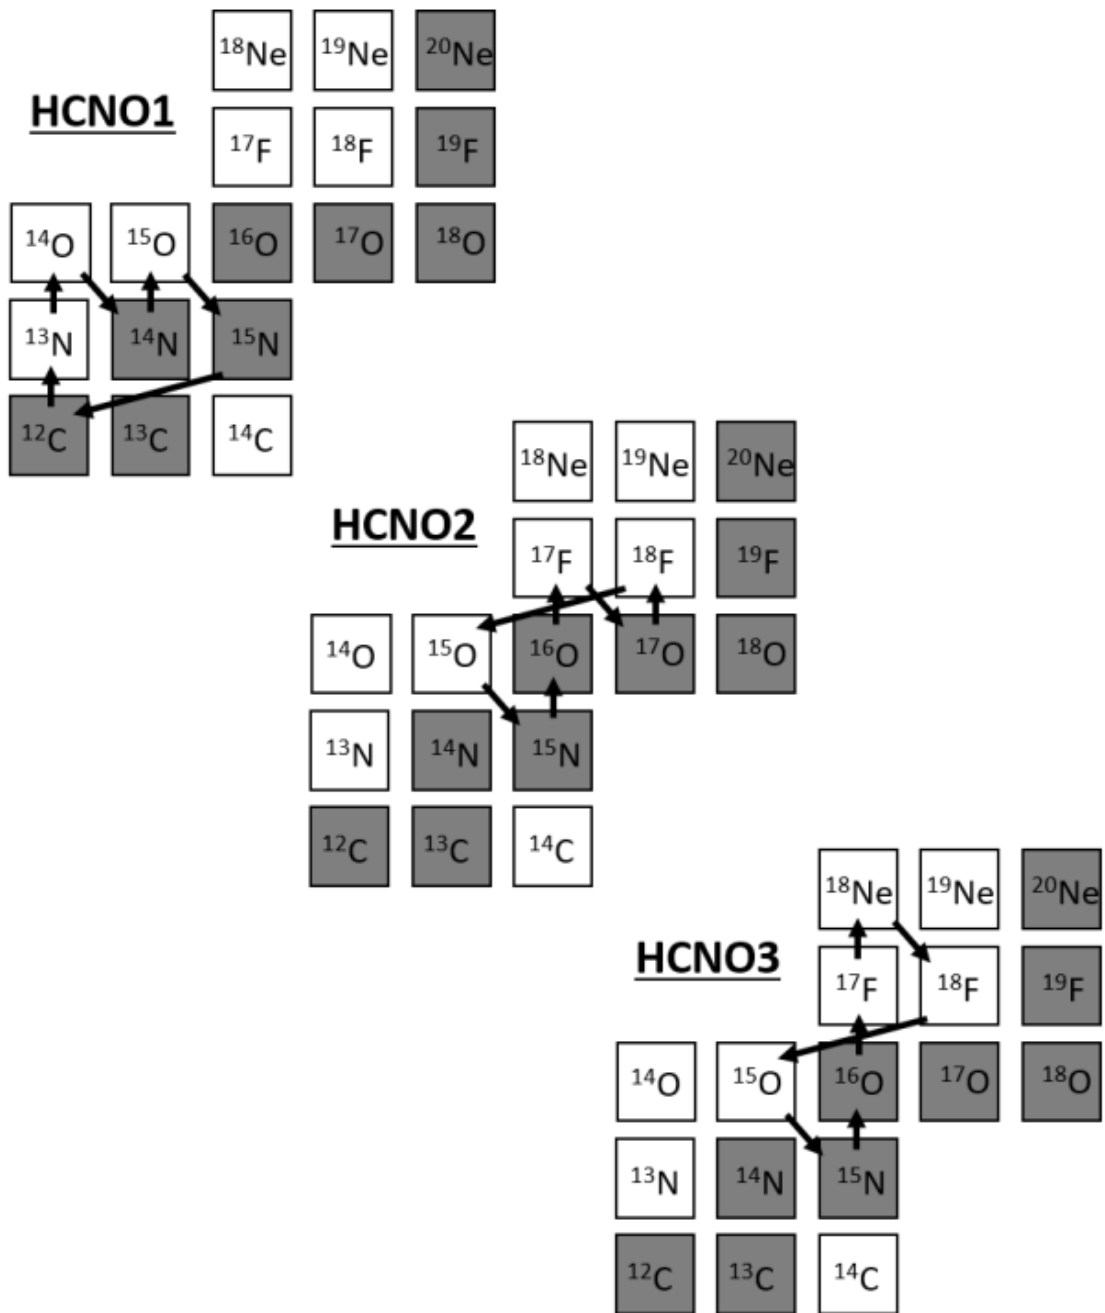 ¹⁸Ne ¹⁹Ne ²⁰Ne
HCNO1
¹⁷F ¹⁸F ¹⁹F
¹⁴O ¹⁵O ¹⁶O ¹⁷O ¹⁸O
¹³N ¹⁴N ¹⁵N
¹²C ¹³C ¹⁴C
¹⁸Ne ¹⁹Ne ²⁰Ne
HCNO2
¹⁷F ¹⁸F ¹⁹F
¹⁴O ¹⁵O ¹⁶O ¹⁷O ¹⁸O
¹³N ¹⁴N ¹⁵N
¹²C ¹³C ¹⁴C
¹⁸Ne ¹⁹Ne ²⁰Ne
HCNO3
¹⁷F ¹⁸F ¹⁹F
¹⁴O ¹⁵O ¹⁶O ¹⁷O ¹⁸O
¹³N ¹⁴N ¹⁵N
¹²C ¹³C ¹⁴C